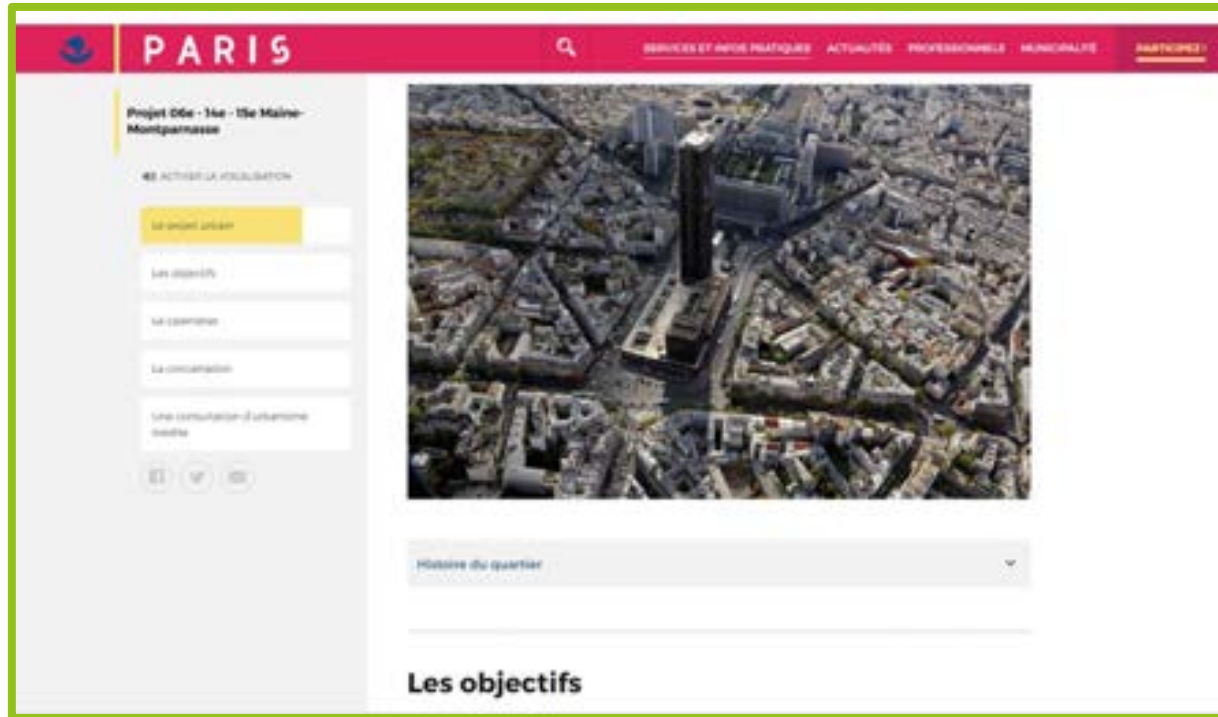 PARIS
SERVICES ET INFOS PRATIQUES ACTUALITÉS PROFESSIONNELS MUNICIPALITÉ PARTICIPEZ !
Projet 06e - 14e - 15e Maine-
Montparnasse
ACTIVER LA VOCALISATION
Le projet urbain
Les objectifs
Le calendrier
La concertation
Une consultation d'urbanisme
inédite
Histoire du quartier
Les objectifs